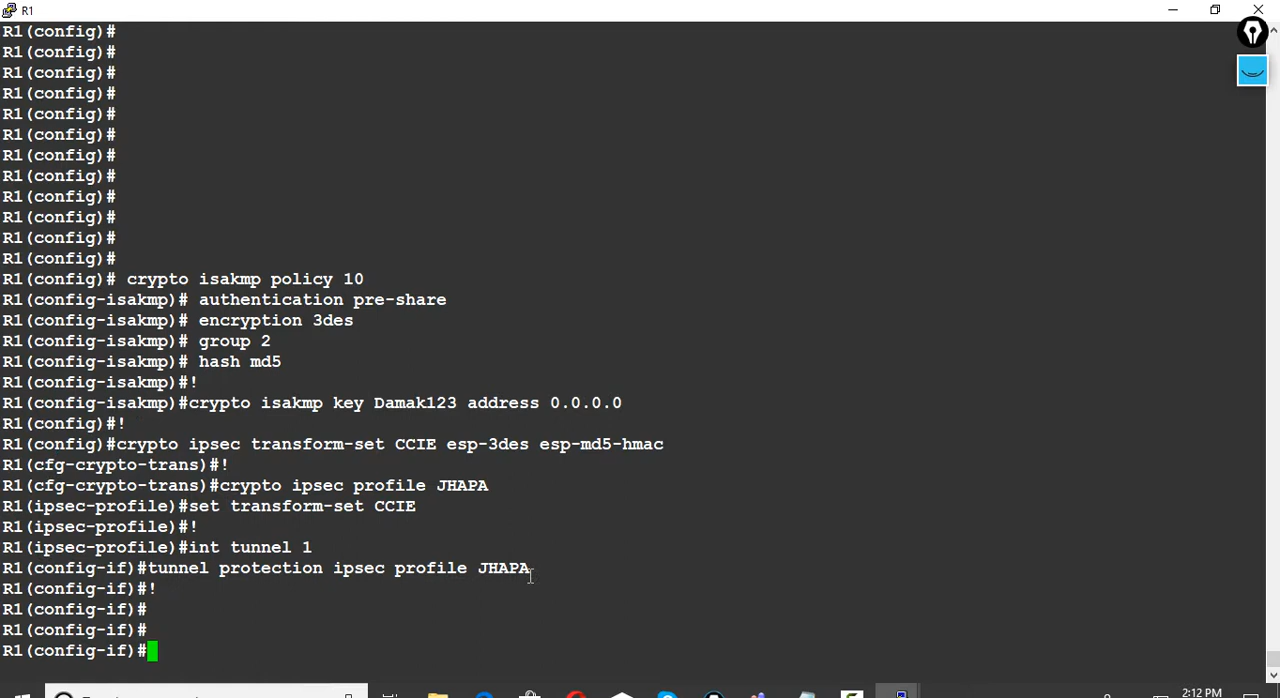 R1
R1(config)#
R1(config)#
R1(config)#
R1(config)#
R1(config)#
R1(config)#
R1(config)#
R1(config)#
R1(config)#
R1(config)#
R1(config)#
R1(config)#
R1(config)# crypto isakmp policy 10
R1(config-isakmp)# authentication pre-share
R1(config-isakmp)# encryption 3des
R1(config-isakmp)# group 2
R1(config-isakmp)# hash md5
R1(config-isakmp)#!
R1(config-isakmp)#crypto isakmp key Damak123 address 0.0.0.0
R1(config)#!
R1(config)#crypto ipsec transform-set CCIE esp-3des esp-md5-hmac
R1(cfg-crypto-trans)#!
R1(cfg-crypto-trans)#crypto ipsec profile JHAPA
R1(ipsec-profile)#set transform-set CCIE
R1(ipsec-profile)#!
R1(ipsec-profile)#int tunnel 1
R1(config-if)#tunnel protection ipsec profile JHAPA
R1(config-if)#!
R1(config-if)#
R1(config-if)#
R1(config-if)#
2:12 PM